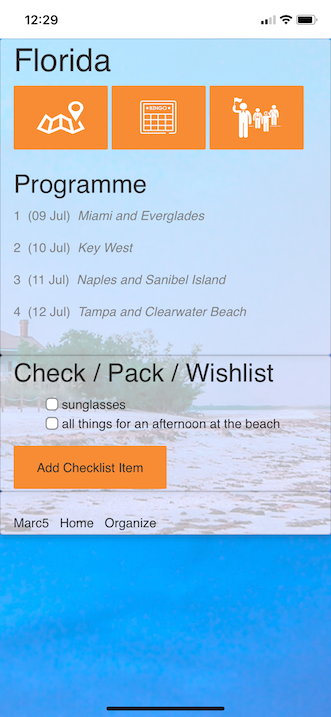 12:29
Florida
BINGO
Programme
1 (09 Jul) Miami and Everglades
2 (10 Jul) Key West
3 (11 Jul) Naples and Sanibel Island
4 (12 Jul) Tampa and Clearwater Beach
Check / Pack / Wishlist
sunglasses
all things for an afternoon at the beach
Add Checklist Item
Marc5 Home Organize